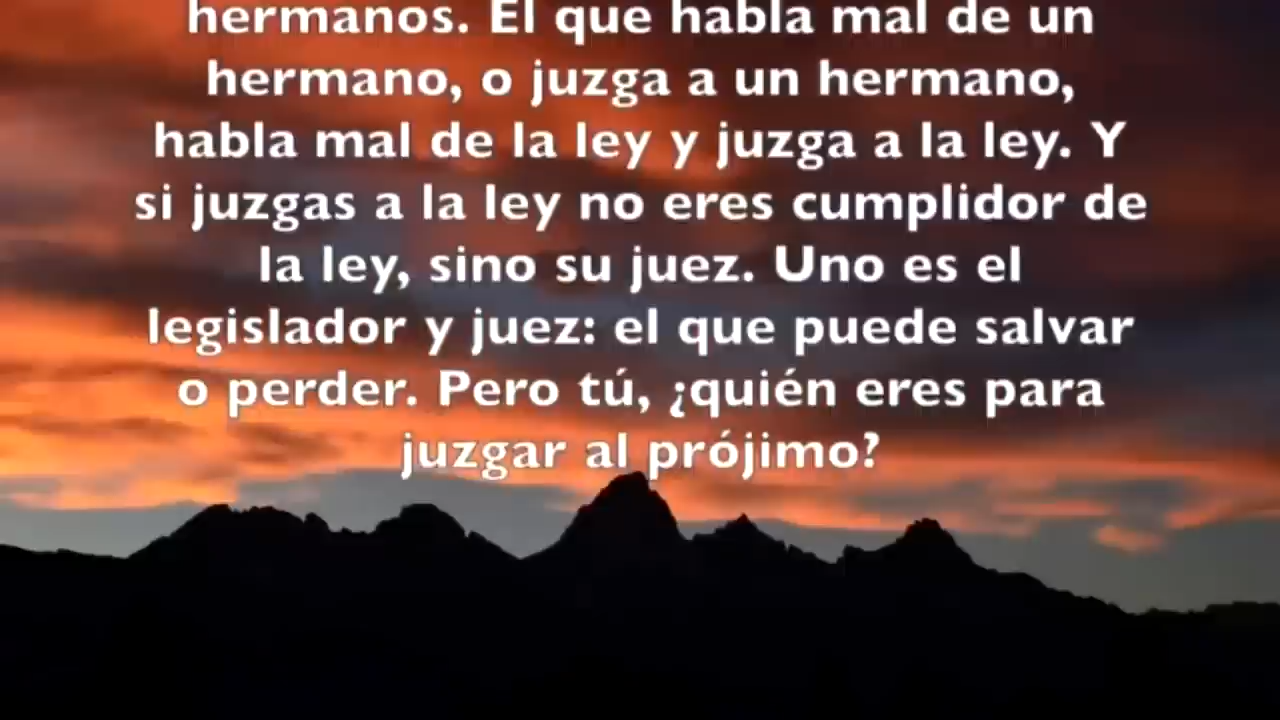 hermanos. El que habla mal de un
hermano, o juzga a un hermano,
habla mal de la ley y juzga a la ley. Y
si juzgas a la ley no eres cumplidor de
la ley, sino su juez. Uno es el
legislador y juez: el que puede salvar
o perder. Pero tú, ¿quién eres para
juzgar al prójimo?